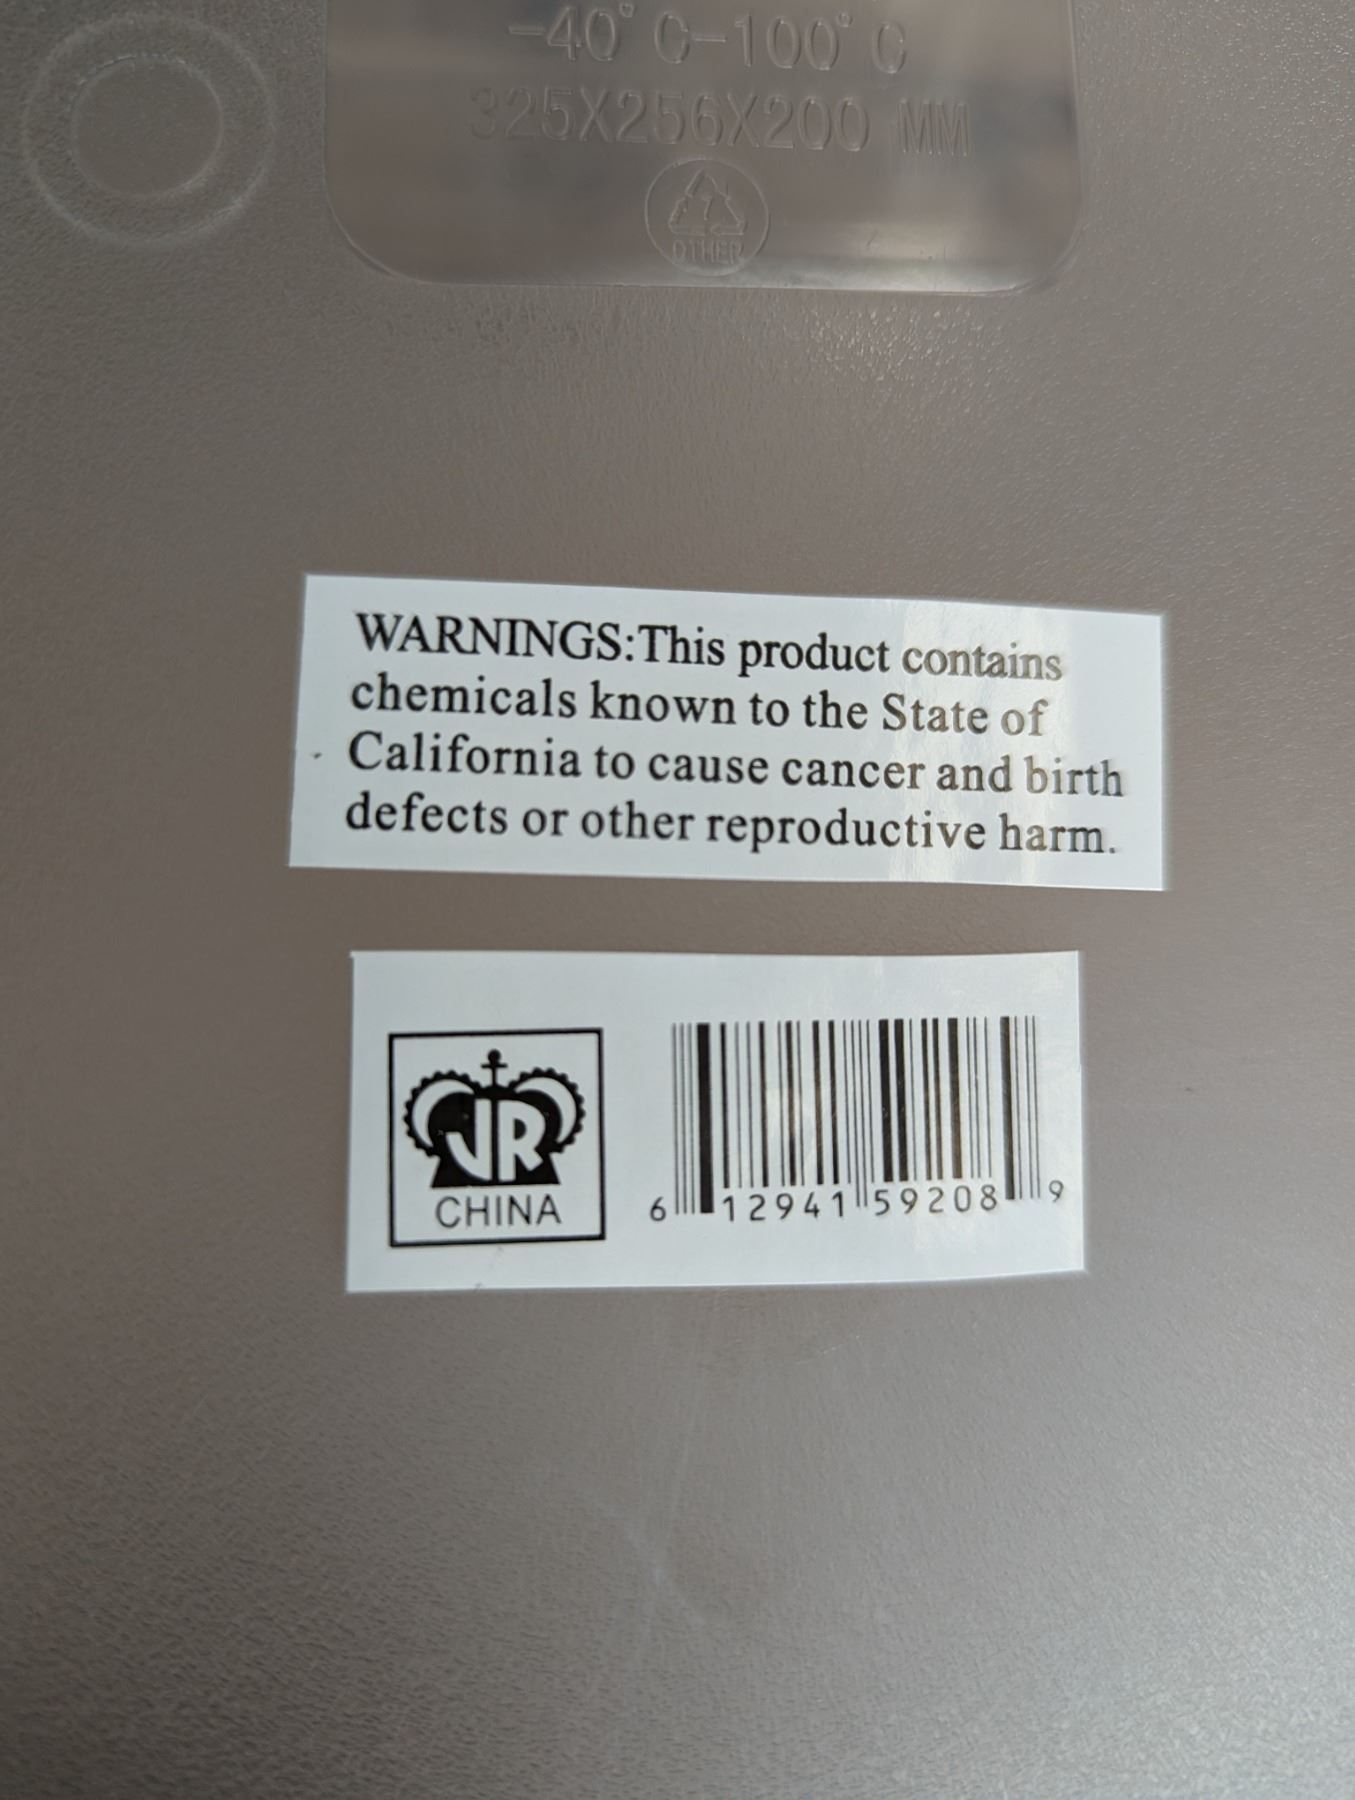 -40° C-100° C
325X256X200 MM
7
OTHER
WARNINGS:This product contains
chemicals known to the State of
California to cause cancer and birth
defects or other reproductive harm.
JR
CHINA
6 12941 59208 9